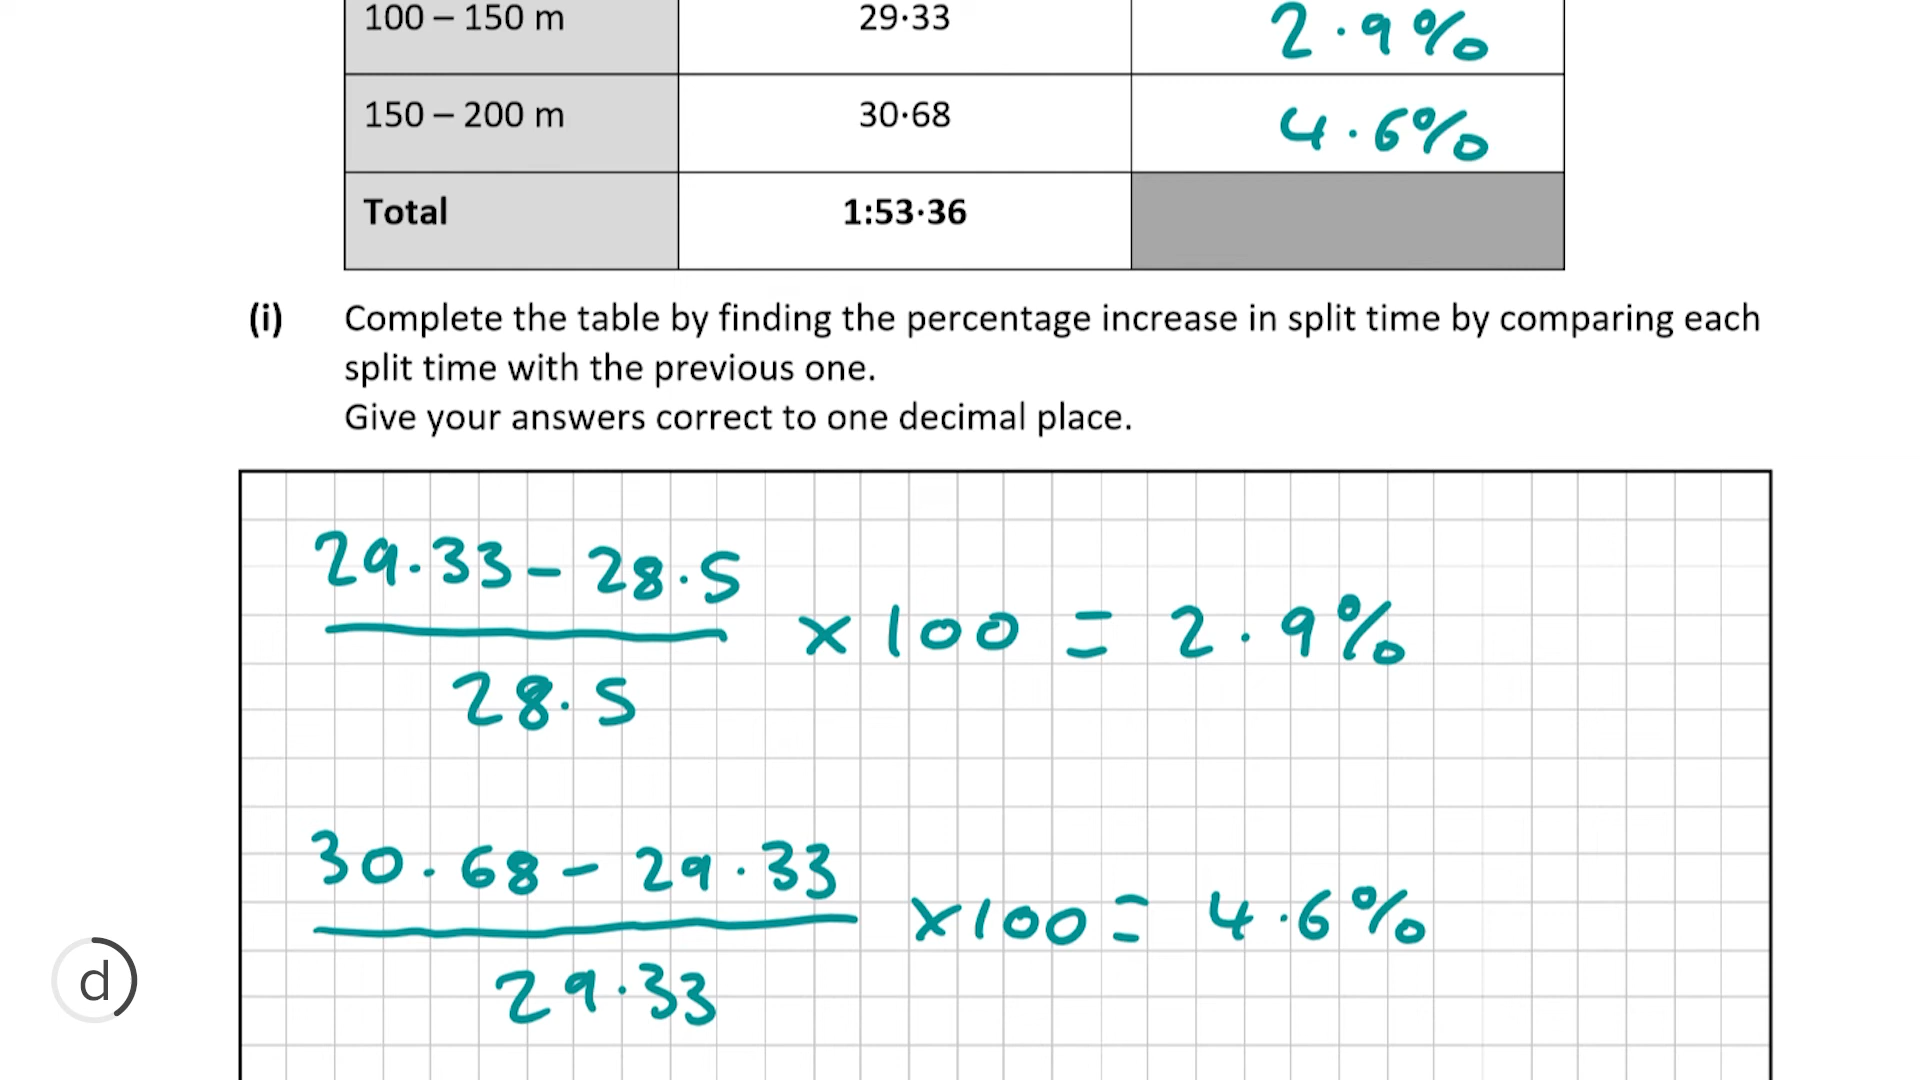 100 – 150 m 29·33 2.9%
150 – 200 m 30·68 4.6%
Total 1:53·36
(i) Complete the table by finding the percentage increase in split time by comparing each
split time with the previous one.
Give your answers correct to one decimal place.
29.33 - 28.5
x 100 = 2.9%
28.5
30.68 - 29.33
x100 = 4.6%
29.33
d